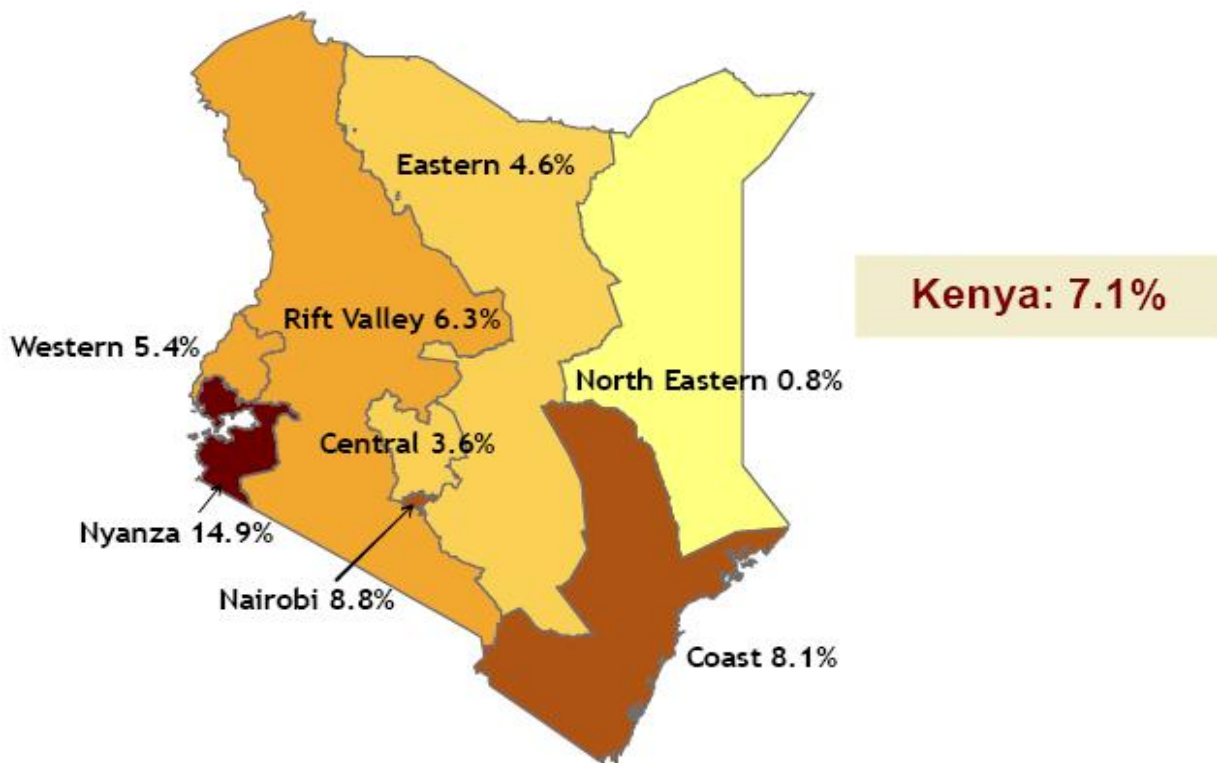 Eastern 4.6%
Kenya: 7.1%
Rift Valley 6.3%
Western 5.4%
North Eastern 0.8%
Central 3.6%
Nyanza 14.9%
Nairobi 8.8%
Coast 8.1%